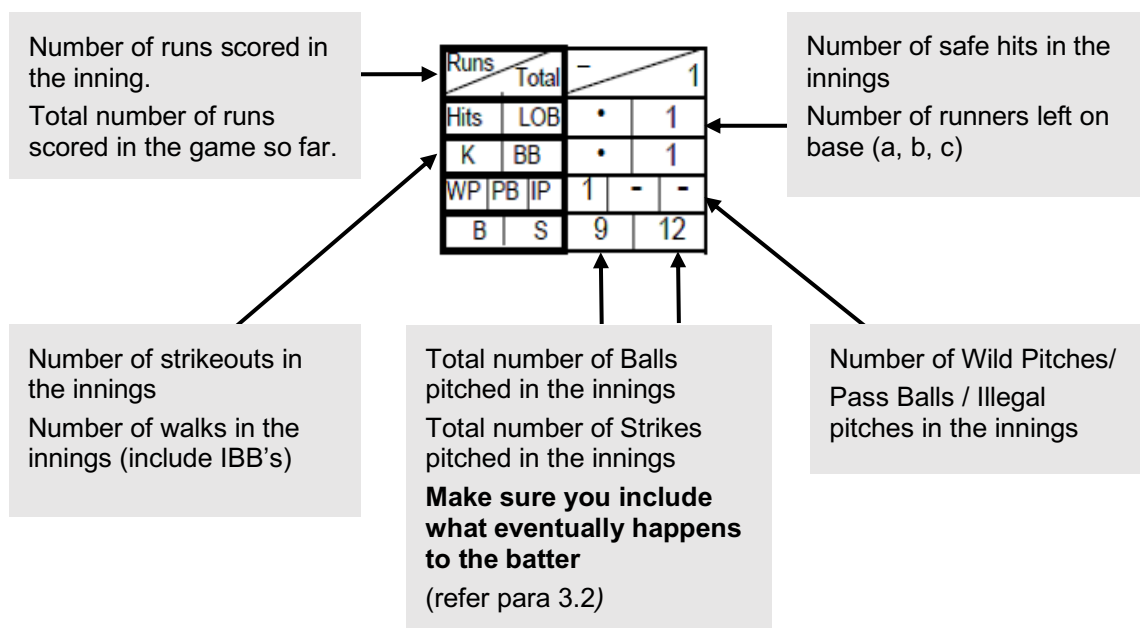 Number of runs scored in
the inning.
Total number of runs
scored in the game so far.
Runs Total – 1
Hits LOB • 1
K BB • 1
WP PB IP 1 - -
B S 9 12
Number of safe hits in the
innings
Number of runners left on
base (a, b, c)
Number of strikeouts in
the innings
Number of walks in the
innings (include IBB’s)
Total number of Balls
pitched in the innings
Total number of Strikes
pitched in the innings
Make sure you include
what eventually happens
to the batter
(refer para 3.2)
Number of Wild Pitches/
Pass Balls / Illegal
pitches in the innings